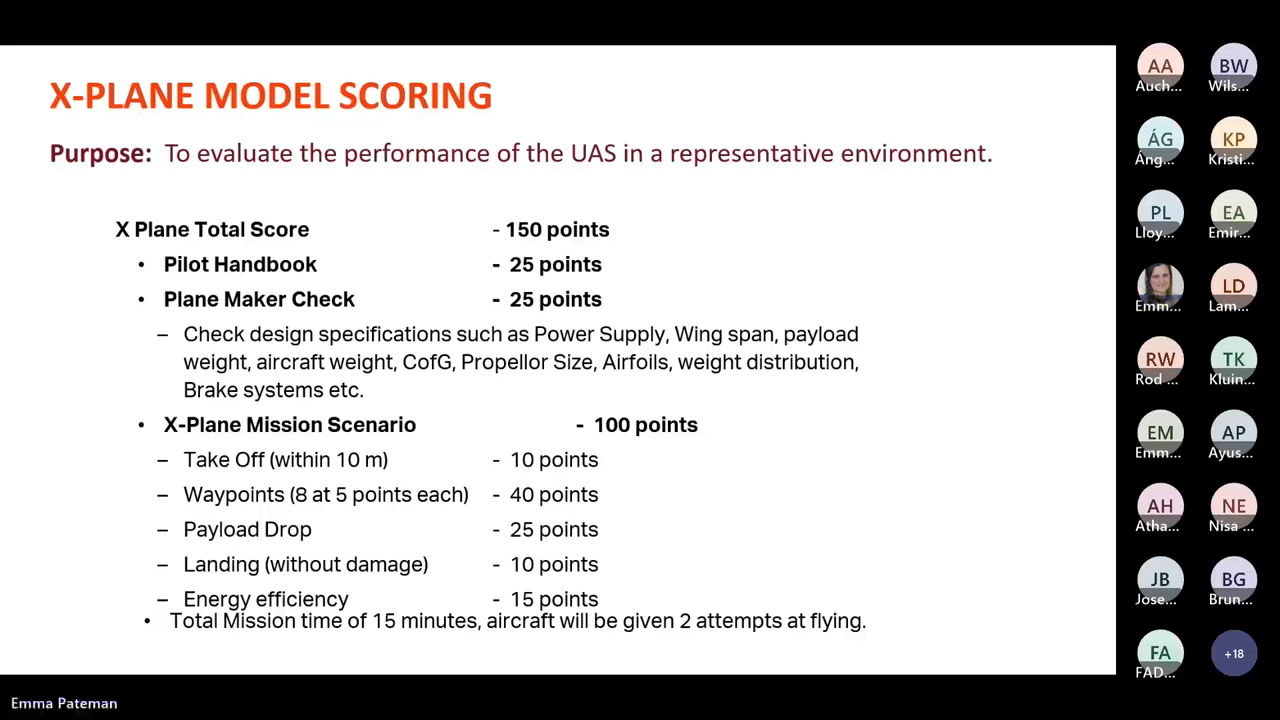 X-PLANE MODEL SCORING
Purpose: To evaluate the performance of the UAS in a representative environment.
X Plane Total Score - 150 points
• Pilot Handbook - 25 points
• Plane Maker Check - 25 points
– Check design specifications such as Power Supply, Wing span, payload
weight, aircraft weight, CofG, Propellor Size, Airfoils, weight distribution,
Brake systems etc.
• X-Plane Mission Scenario - 100 points
– Take Off (within 10 m) - 10 points
– Waypoints (8 at 5 points each) - 40 points
– Payload Drop - 25 points
– Landing (without damage) - 10 points
– Energy efficiency - 15 points
• Total Mission time of 15 minutes, aircraft will be given 2 attempts at flying.
AA BW
Auch... Wils...
ÁG KP
Áng... Kristi...
PL EA
Lloy... Emir...
LD
Emm... Lam...
RW TK
Rod ... Kluin...
EM AP
Emm... Ayus...
AH NE
Atha... Nisa ...
JB BG
Jose... Brun...
FA +18
FAD...
Emma Pateman